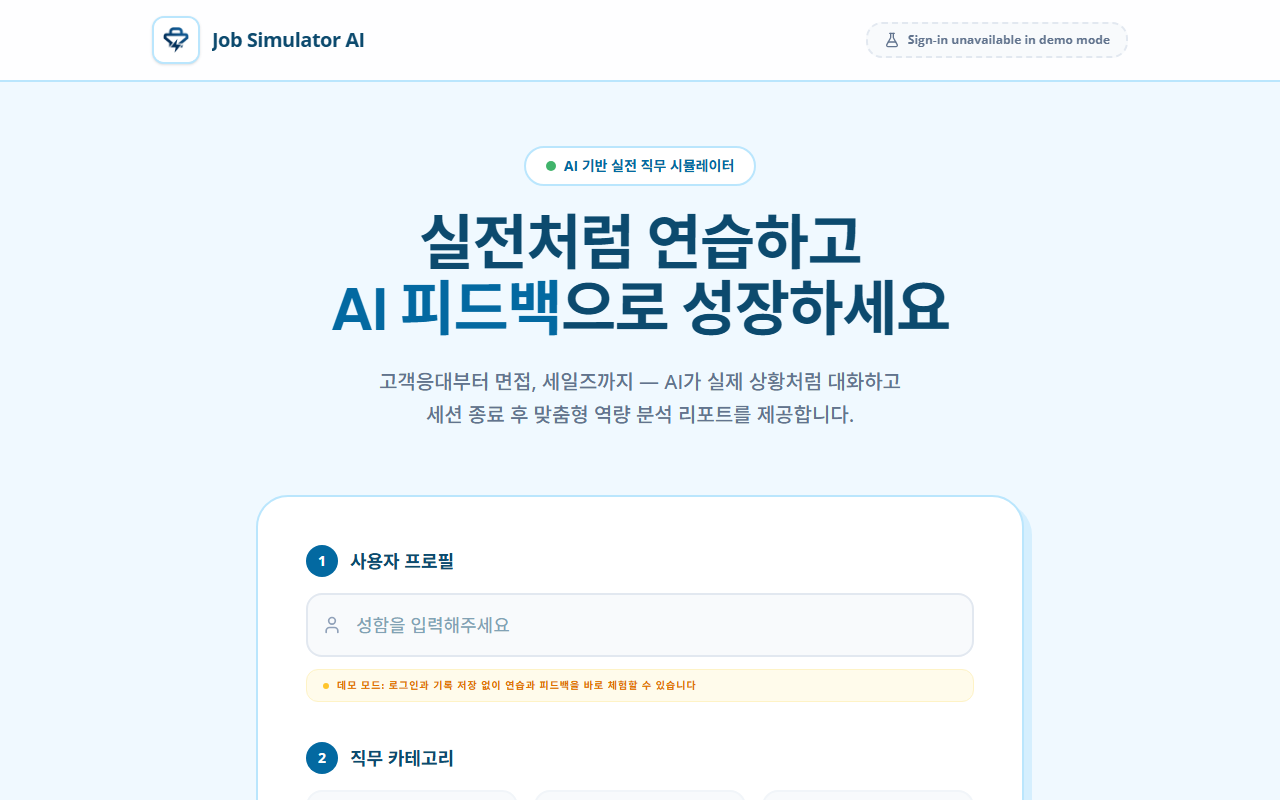 Job Simulator AI
Sign-in unavailable in demo mode
AI 기반 실전 직무 시뮬레이터
실전처럼 연습하고
AI 피드백으로 성장하세요
고객응대부터 면접, 세일즈까지 — AI가 실제 상황처럼 대화하고
세션 종료 후 맞춤형 역량 분석 리포트를 제공합니다.
1 사용자 프로필
성함을 입력해주세요
데모 모드: 로그인과 기록 저장 없이 연습과 피드백을 바로 체험할 수 있습니다
2 직무 카테고리